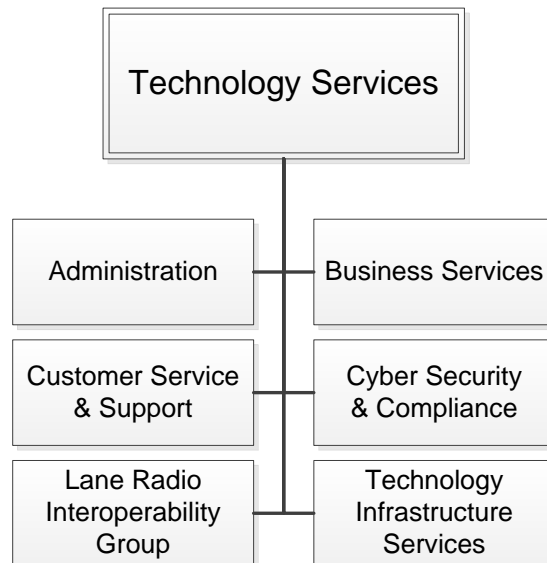 Technology Services
Administration
Business Services
Customer Service
& Support
Cyber Security
& Compliance
Lane Radio
Interoperability
Group
Technology
Infrastructure
Services